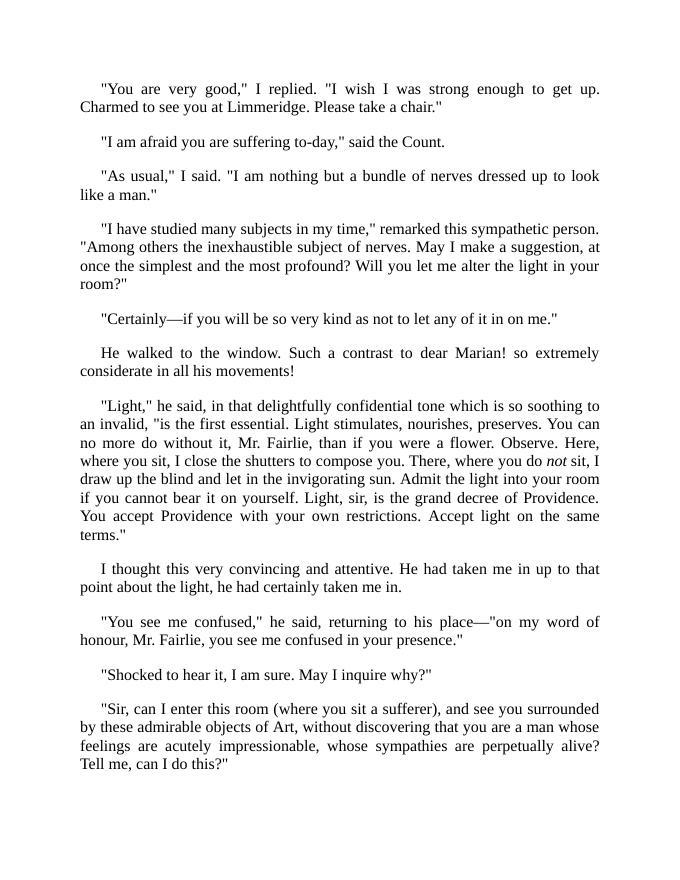 "You are very good," I replied. "I wish I was strong enough to get up.
Charmed to see you at Limmeridge. Please take a chair."
"I am afraid you are suffering to-day," said the Count.
"As usual," I said. "I am nothing but a bundle of nerves dressed up to look
like a man."
"I have studied many subjects in my time," remarked this sympathetic person.
"Among others the inexhaustible subject of nerves. May I make a suggestion, at
once the simplest and the most profound? Will you let me alter the light in your
room?"
"Certainly—if you will be so very kind as not to let any of it in on me."
He walked to the window. Such a contrast to dear Marian! so extremely
considerate in all his movements!
"Light," he said, in that delightfully confidential tone which is so soothing to
an invalid, "is the first essential. Light stimulates, nourishes, preserves. You can
no more do without it, Mr. Fairlie, than if you were a flower. Observe. Here,
where you sit, I close the shutters to compose you. There, where you do not sit, I
draw up the blind and let in the invigorating sun. Admit the light into your room
if you cannot bear it on yourself. Light, sir, is the grand decree of Providence.
You accept Providence with your own restrictions. Accept light on the same
terms."
I thought this very convincing and attentive. He had taken me in up to that
point about the light, he had certainly taken me in.
"You see me confused," he said, returning to his place—"on my word of
honour, Mr. Fairlie, you see me confused in your presence."
"Shocked to hear it, I am sure. May I inquire why?"
"Sir, can I enter this room (where you sit a sufferer), and see you surrounded
by these admirable objects of Art, without discovering that you are a man whose
feelings are acutely impressionable, whose sympathies are perpetually alive?
Tell me, can I do this?"